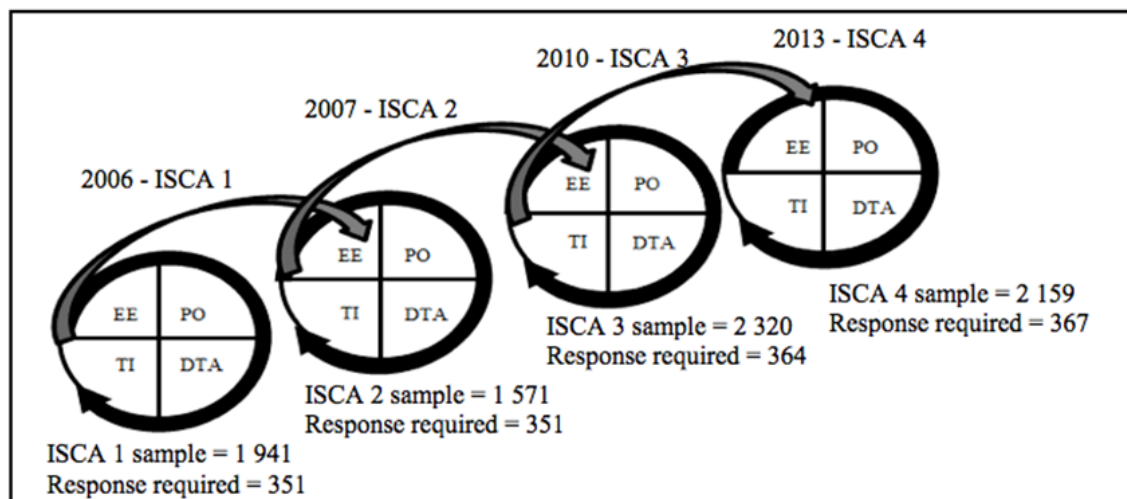 2006 - ISCA 1
EE PO
TI DTA
ISCA 1 sample = 1 941
Response required = 351
2007 - ISCA 2
EE PO
TI DTA
ISCA 2 sample = 1 571
Response required = 351
2010 - ISCA 3
EE PO
TI DTA
ISCA 3 sample = 2 320
Response required = 364
2013 - ISCA 4
EE PO
TI DTA
ISCA 4 sample = 2 159
Response required = 367